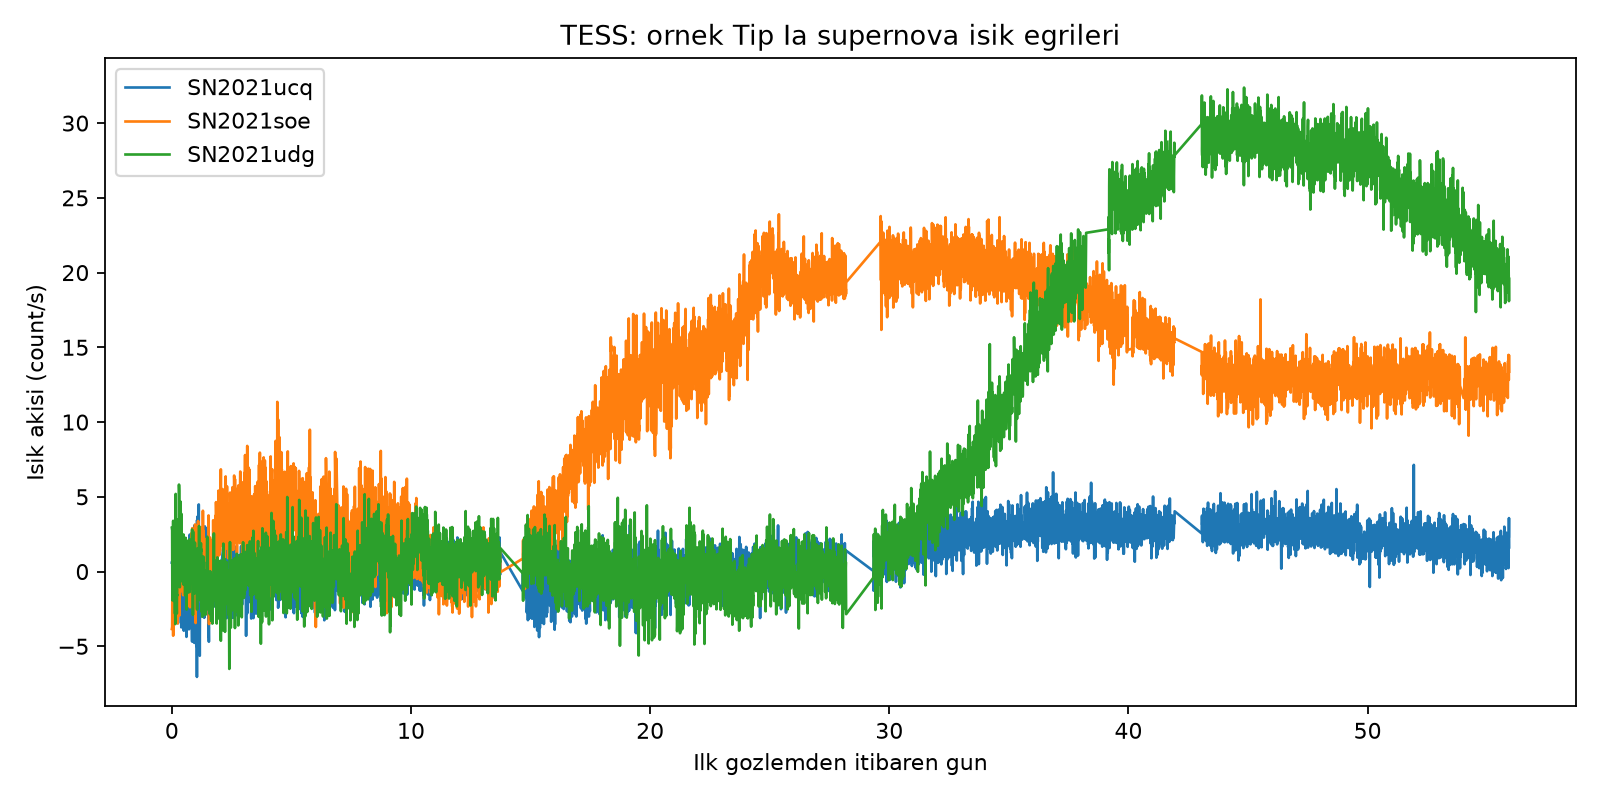 TESS: ornek Tip Ia supernova isik egrileri
SN2021ucq
SN2021soe
SN2021udg
Isik akisi (count/s)
30
25
20
15
10
5
0
−5
0 10 20 30 40 50
Ilk gozlemden itibaren gun